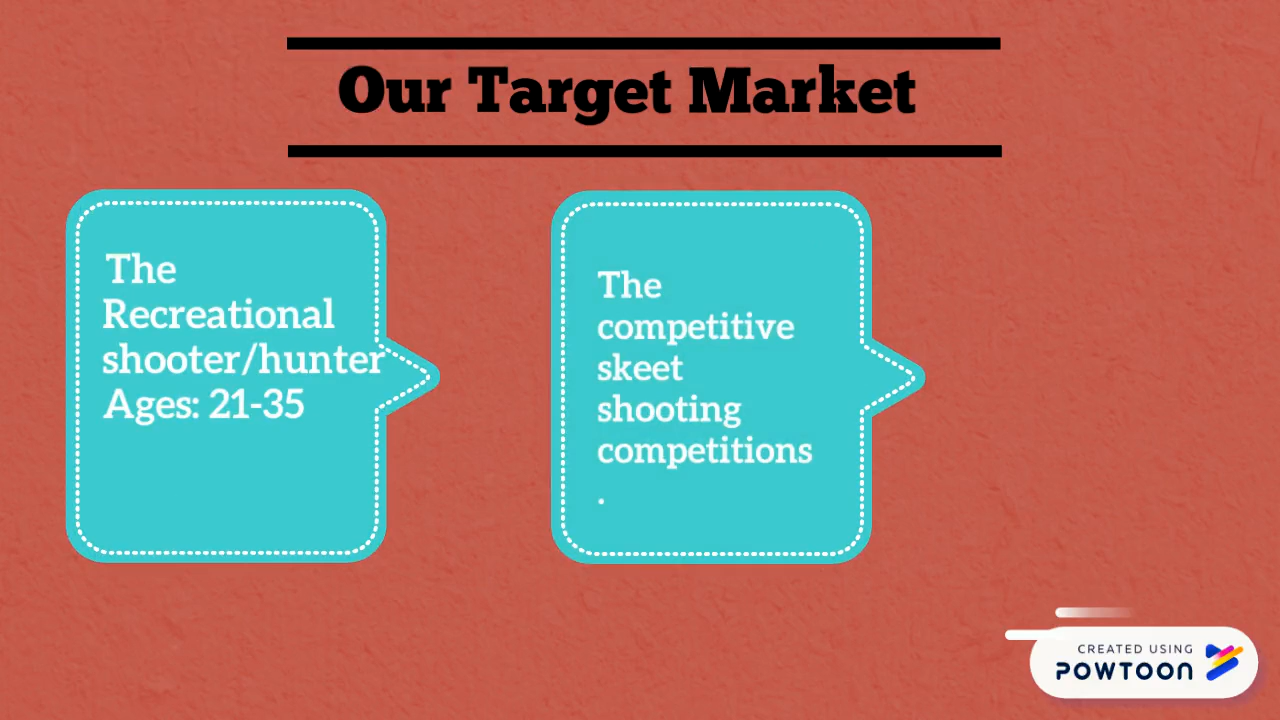 Our Target Market
The
Recreational
shooter/hunter
Ages: 21-35
The
competitive
skeet
shooting
competitions
.
CREATED USING
POWTOON